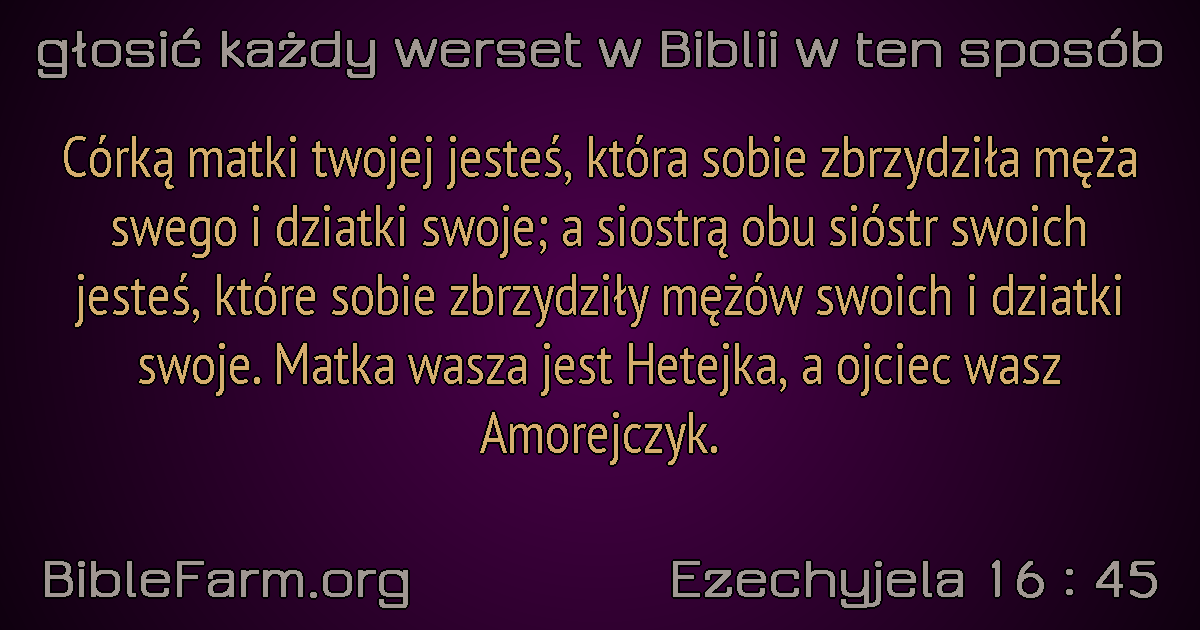 głosić każdy werset w Biblii w ten sposób
Córką matki twojej jesteś, która sobie zbrzydziła męża
swego i dziatki swoje; a siostrą obu sióstr swoich
jesteś, które sobie zbrzydziły mężów swoich i dziatki
swoje. Matka wasza jest Hetejka, a ojciec wasz
Amorejczyk.
BibleFarm.org
Ezechyjela 16 : 45